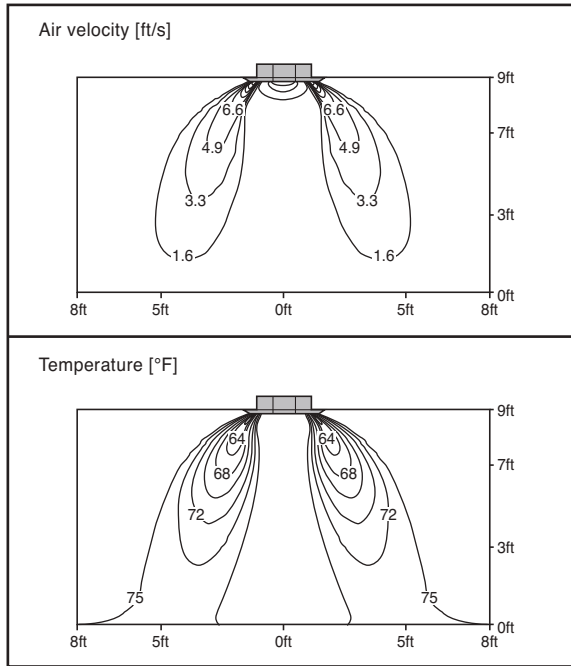 Air velocity [ft/s]
9ft
6.6 6.6
7ft
4.9 4.9
3.3 3.3
3ft
1.6 1.6
0ft
8ft 5ft 0ft 5ft 8ft
Temperature [°F]
9ft
64 64
68 68 7ft
72 72
3ft
75 75
0ft
8ft 5ft 0ft 5ft 8ft